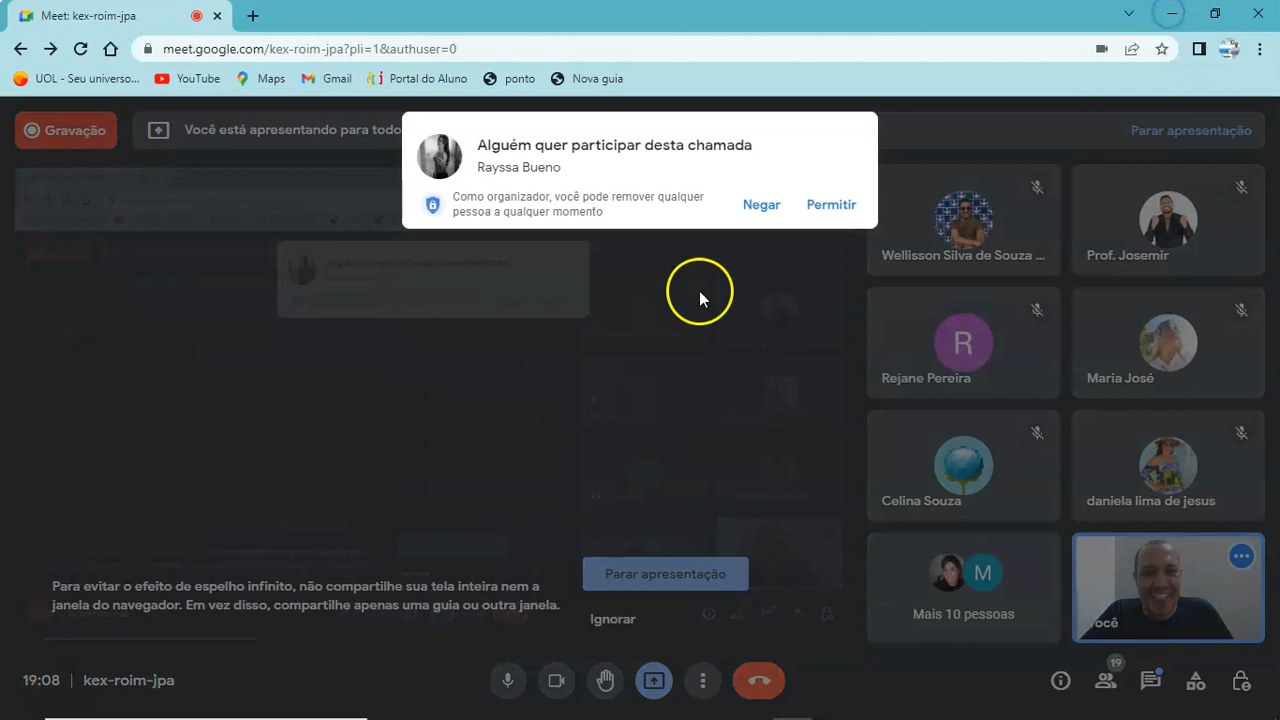 Meet: kex-roim-jpa
meet.google.com/kex-roim-jpa?pli=1&authuser=0
UOL - Seu universo... YouTube Maps Gmail Portal do Aluno ponto Nova guia
Gravação
Você está apresentando para todo
Parar apresentação
Alguém quer participar desta chamada
Rayssa Bueno
Como organizador, você pode remover qualquer
pessoa a qualquer momento
Negar Permitir
Wellisson Silva de Souza ...
Prof. Josemir
R
Rejane Pereira
Maria José
Celina Souza
daniela lima de jesus
M
Mais 10 pessoas
Você
Para evitar o efeito de espelho infinito, não compartilhe sua tela inteira nem a
janela do navegador. Em vez disso, compartilhe apenas uma guia ou outra janela.
Parar apresentação
Ignorar
19:08 | kex-roim-jpa
19